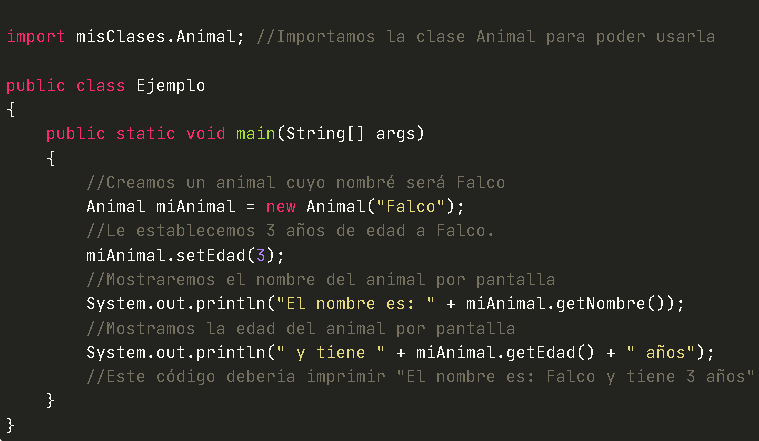 import misClases.Animal; //Importamos la clase Animal para poder usarla
public class Ejemplo
{
public static void main(String[] args)
{
//Creamos un animal cuyo nombré será Falco
Animal miAnimal = new Animal("Falco");
//Le establecemos 3 años de edad a Falco.
miAnimal.setEdad(3);
//Mostraremos el nombre del animal por pantalla
System.out.println("El nombre es: " + miAnimal.getNombre());
//Mostramos la edad del animal por pantalla
System.out.println(" y tiene " + miAnimal.getEdad() + " años");
//Este código deberia imprimir "El nombre es: Falco y tiene 3 años"
}
}